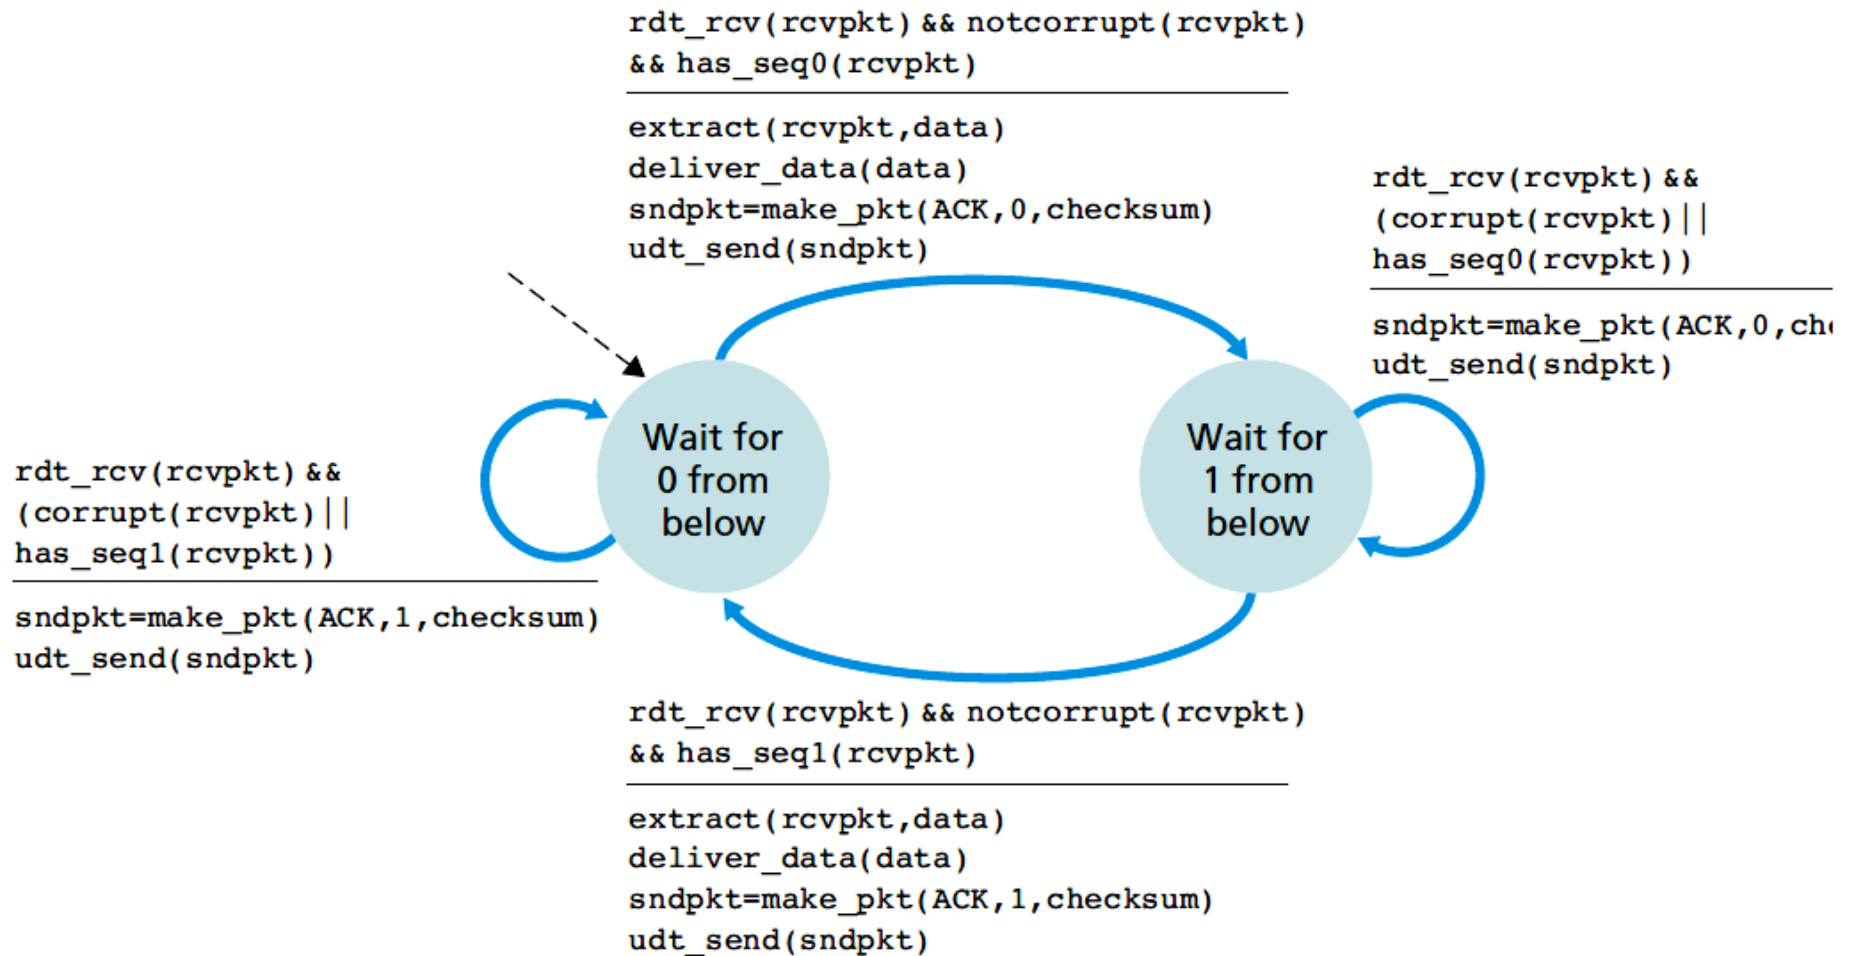 rdt_rcv(rcvpkt) && notcorrupt(rcvpkt)
&& has_seq0(rcvpkt)
extract(rcvpkt,data)
deliver_data(data)
sndpkt=make_pkt(ACK,0,checksum)
udt_send(sndpkt)
rdt_rcv(rcvpkt) &&
(corrupt(rcvpkt)||
has_seq0(rcvpkt))
sndpkt=make_pkt(ACK,0,ch
udt_send(sndpkt)
Wait for
0 from
below
Wait for
1 from
below
rdt_rcv(rcvpkt) &&
(corrupt(rcvpkt)||
has_seq1(rcvpkt))
sndpkt=make_pkt(ACK,1,checksum)
udt_send(sndpkt)
rdt_rcv(rcvpkt) && notcorrupt(rcvpkt)
&& has_seq1(rcvpkt)
extract(rcvpkt,data)
deliver_data(data)
sndpkt=make_pkt(ACK,1,checksum)
udt_send(sndpkt)